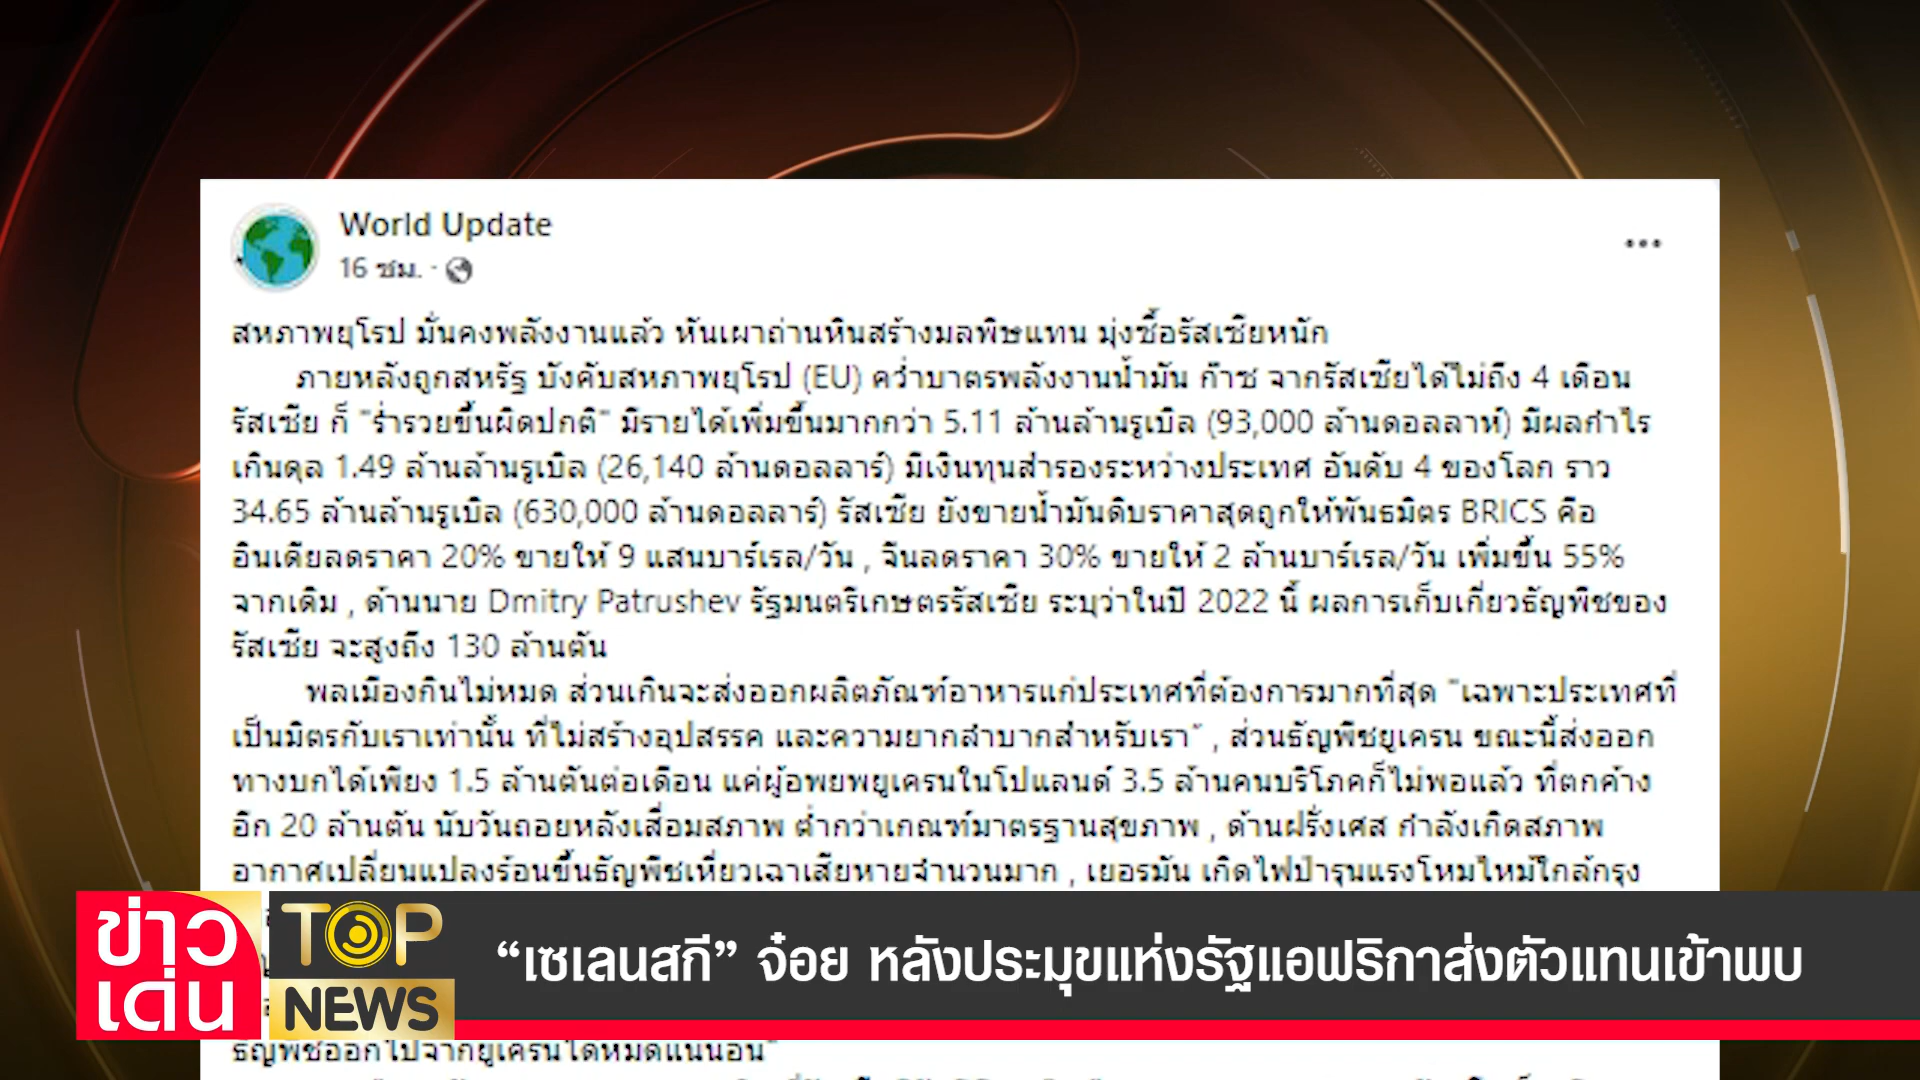 World Update
16 ชม. ·
สหภาพยุโรป มั่นคงพลังงานแล้ว หันเผาถ่านหินสร้างมลพิษแทน มุ่งซื้อรัสเซียหนัก
ภายหลังถูกสหรัฐ บังคับสหภาพยุโรป (EU) คว่ำบาตรพลังงานน้ำมัน ก๊าซ จากรัสเซียได้ไม่ถึง 4 เดือน
รัสเซีย ก็ "ร่ำรวยขึ้นผิดปกติ" มีรายได้เพิ่มขึ้นมากกว่า 5.11 ล้านล้านรูเบิล (93,000 ล้านดอลลาห์) มีผลกำไร
เกินดุล 1.49 ล้านล้านรูเบิล (26,140 ล้านดอลลาร์) มีเงินทุนสำรองระหว่างประเทศ อันดับ 4 ของโลก ราว
34.65 ล้านล้านรูเบิล (630,000 ล้านดอลลาร์) รัสเซีย ยังขายน้ำมันดิบราคาสุดถูกให้พันธมิตร BRICS คือ
อินเดียลดราคา 20% ขายให้ 9 แสนบาร์เรล/วัน , จีนลดราคา 30% ขายให้ 2 ล้านบาร์เรล/วัน เพิ่มขึ้น 55%
จากเดิม , ด้านนาย Dmitry Patrushev รัฐมนตรีเกษตรรัสเซีย ระบุว่าในปี 2022 นี้ ผลการเก็บเกี่ยวธัญพืชของ
รัสเซีย จะสูงถึง 130 ล้านตัน
พลเมืองกินไม่หมด ส่วนเกินจะส่งออกผลิตภัณฑ์อาหารแก่ประเทศที่ต้องการมากที่สุด "เฉพาะประเทศที่
เป็นมิตรกับเราเท่านั้น ที่ไม่สร้างอุปสรรค และความยากลำบากสำหรับเรา" , ส่วนธัญพืชยูเครน ขณะนี้ส่งออก
ทางบกได้เพียง 1.5 ล้านตันต่อเดือน แค่ผู้อพยพยูเครนในโปแลนด์ 3.5 ล้านคนบริโภคก็ไม่พอแล้ว ที่ตกค้าง
อีก 20 ล้านตัน นับวันถอยหลังเสื่อมสภาพ ต่ำกว่าเกณฑ์มาตรฐานสุขภาพ , ด้านฝรั่งเศส กำลังเกิดสภาพ
อากาศเปลี่ยนแปลงร้อนขึ้นธัญพืชเหี่ยวเฉาเสียหายจำนวนมาก , เยอรมัน เกิดไฟป่ารุนแรงโหมไหม้ใกล้กรุง
ข่าว
เด่น
TOP
NEWS
“เซเลนสกี” จ๋อย หลังประมุขแห่งรัฐแอฟริกาส่งตัวแทนเข้าพบ
ธัญพืชออกไปจากยูเครนได้หมดแน่นอน"